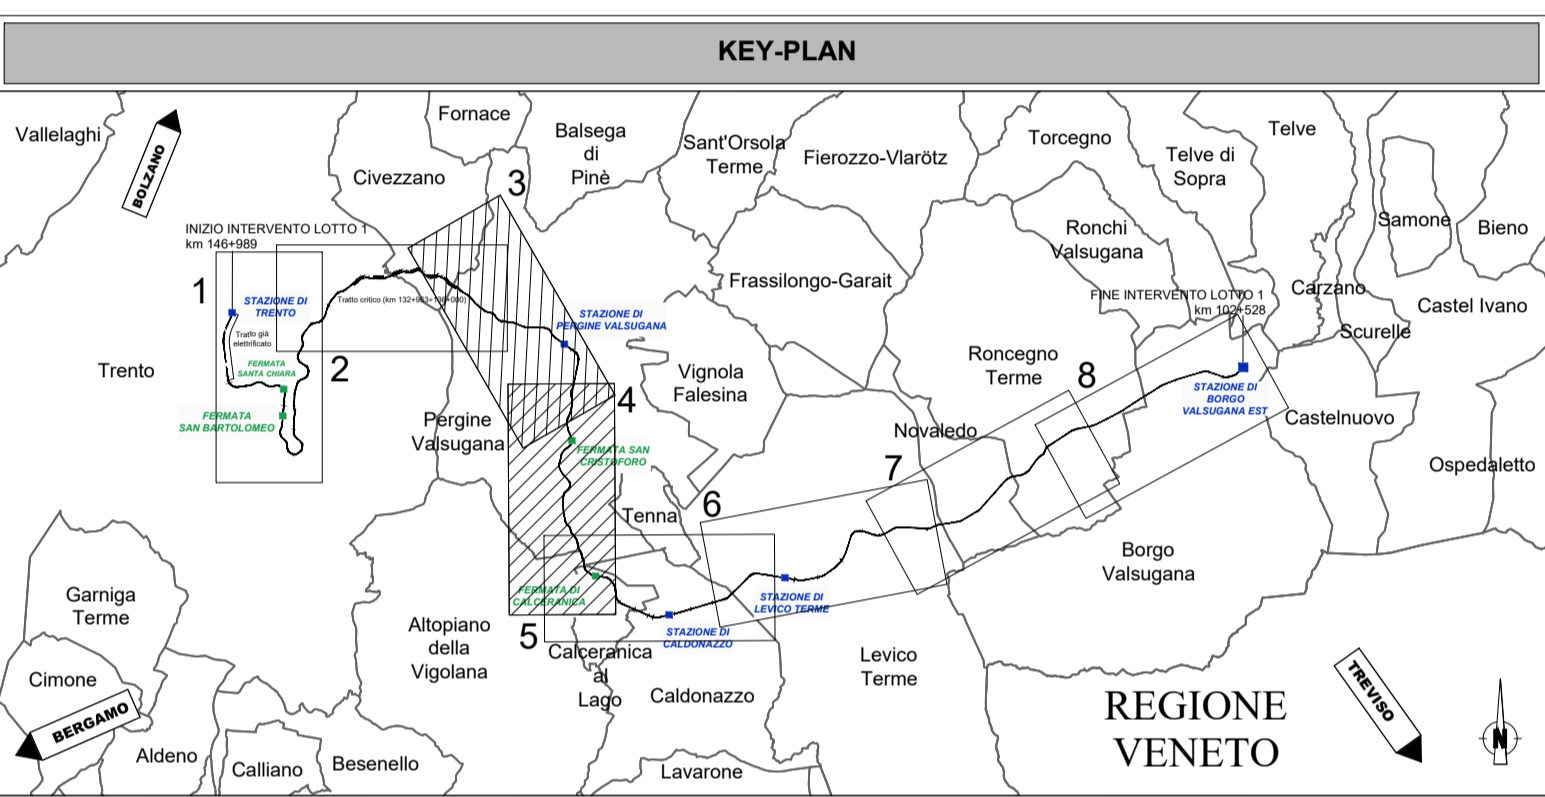 KEY-PLAN
Vallelaghi
BOLZANO
Fornace
Civezzano
3
Balsega
di
Pinè
Sant'Orsola
Terme
Fierozzo-Vlarötz
Torcegno
Telve di
Sopra
Telve
Samone
Bieno
Ronchi
Valsugana
INIZIO INTERVENTO LOTTO 1
km 146+989
1
STAZIONE DI
TRENTO
Tratto già
elettrificato
Frassilongo-Garait
FINE INTERVENTO LOTTO 1
km 102+528
Carzano
Castel Ivano
Scurelle
STAZIONE DI
PERGINE VALSUGANA
Trento
FERMATA
SANTA CHIARA
2
FERMATA
SAN BARTOLOMEO
Vignola
Falesina
Roncegno
Terme
8
STAZIONE DI
BORGO
VALSUGANA EST
4
Pergine
Valsugana
Novaledo
Castelnuovo
FERMATA SAN
CRISTOFORO
7
Ospedaletto
6
Tenna
Borgo
Valsugana
Garniga
Terme
FERMATA DI
CALCERANICA
STAZIONE DI
LEVICO TERME
5
STAZIONE DI
CALDONAZZO
Altopiano
della
Vigolana
Calceranica
al
Lago
Levico
Terme
Cimone
Caldonazzo
BERGAMO
TREVISO
REGIONE
VENETO
N
Aldeno
Calliano
Besenello
Lavarone